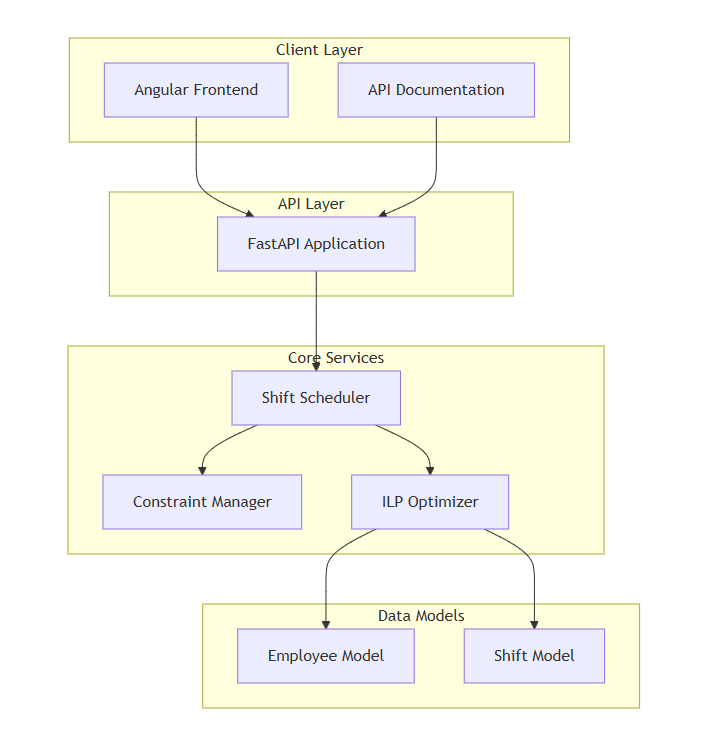 Client Layer
Angular Frontend
API Documentation
API Layer
FastAPI Application
Core Services
Shift Scheduler
Constraint Manager
ILP Optimizer
Data Models
Employee Model
Shift Model